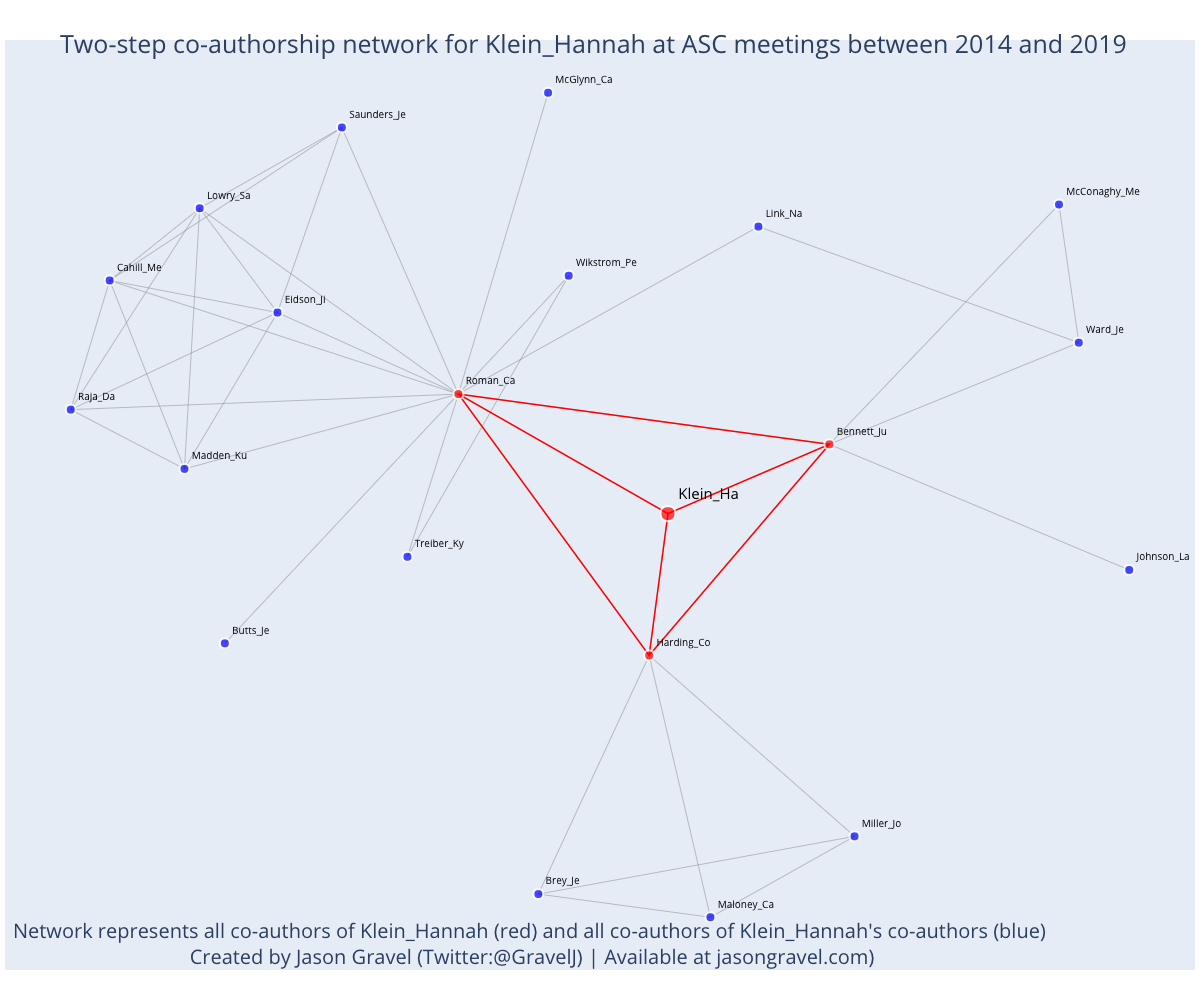 Two-step co-authorship network for Klein_Hannah at ASC meetings between 2014 and 2019
McGlynn_Ca
Saunders_Je
McConaghy_Me
Lowry_Sa
Link_Na
Wikstrom_Pe
Cahill_Me
Eidson_Ji
Ward_Je
Roman_Ca
Raja_Da
Bennett_Ju
Madden_Ku
Klein_Ha
Treiber_Ky
Johnson_La
Butts_Je
Harding_Co
Miller_Jo
Brey_Je
Maloney_Ca
Network represents all co-authors of Klein_Hannah (red) and all co-authors of Klein_Hannah's co-authors (blue)
Created by Jason Gravel (Twitter:@GravelJ) | Available at jasongravel.com)